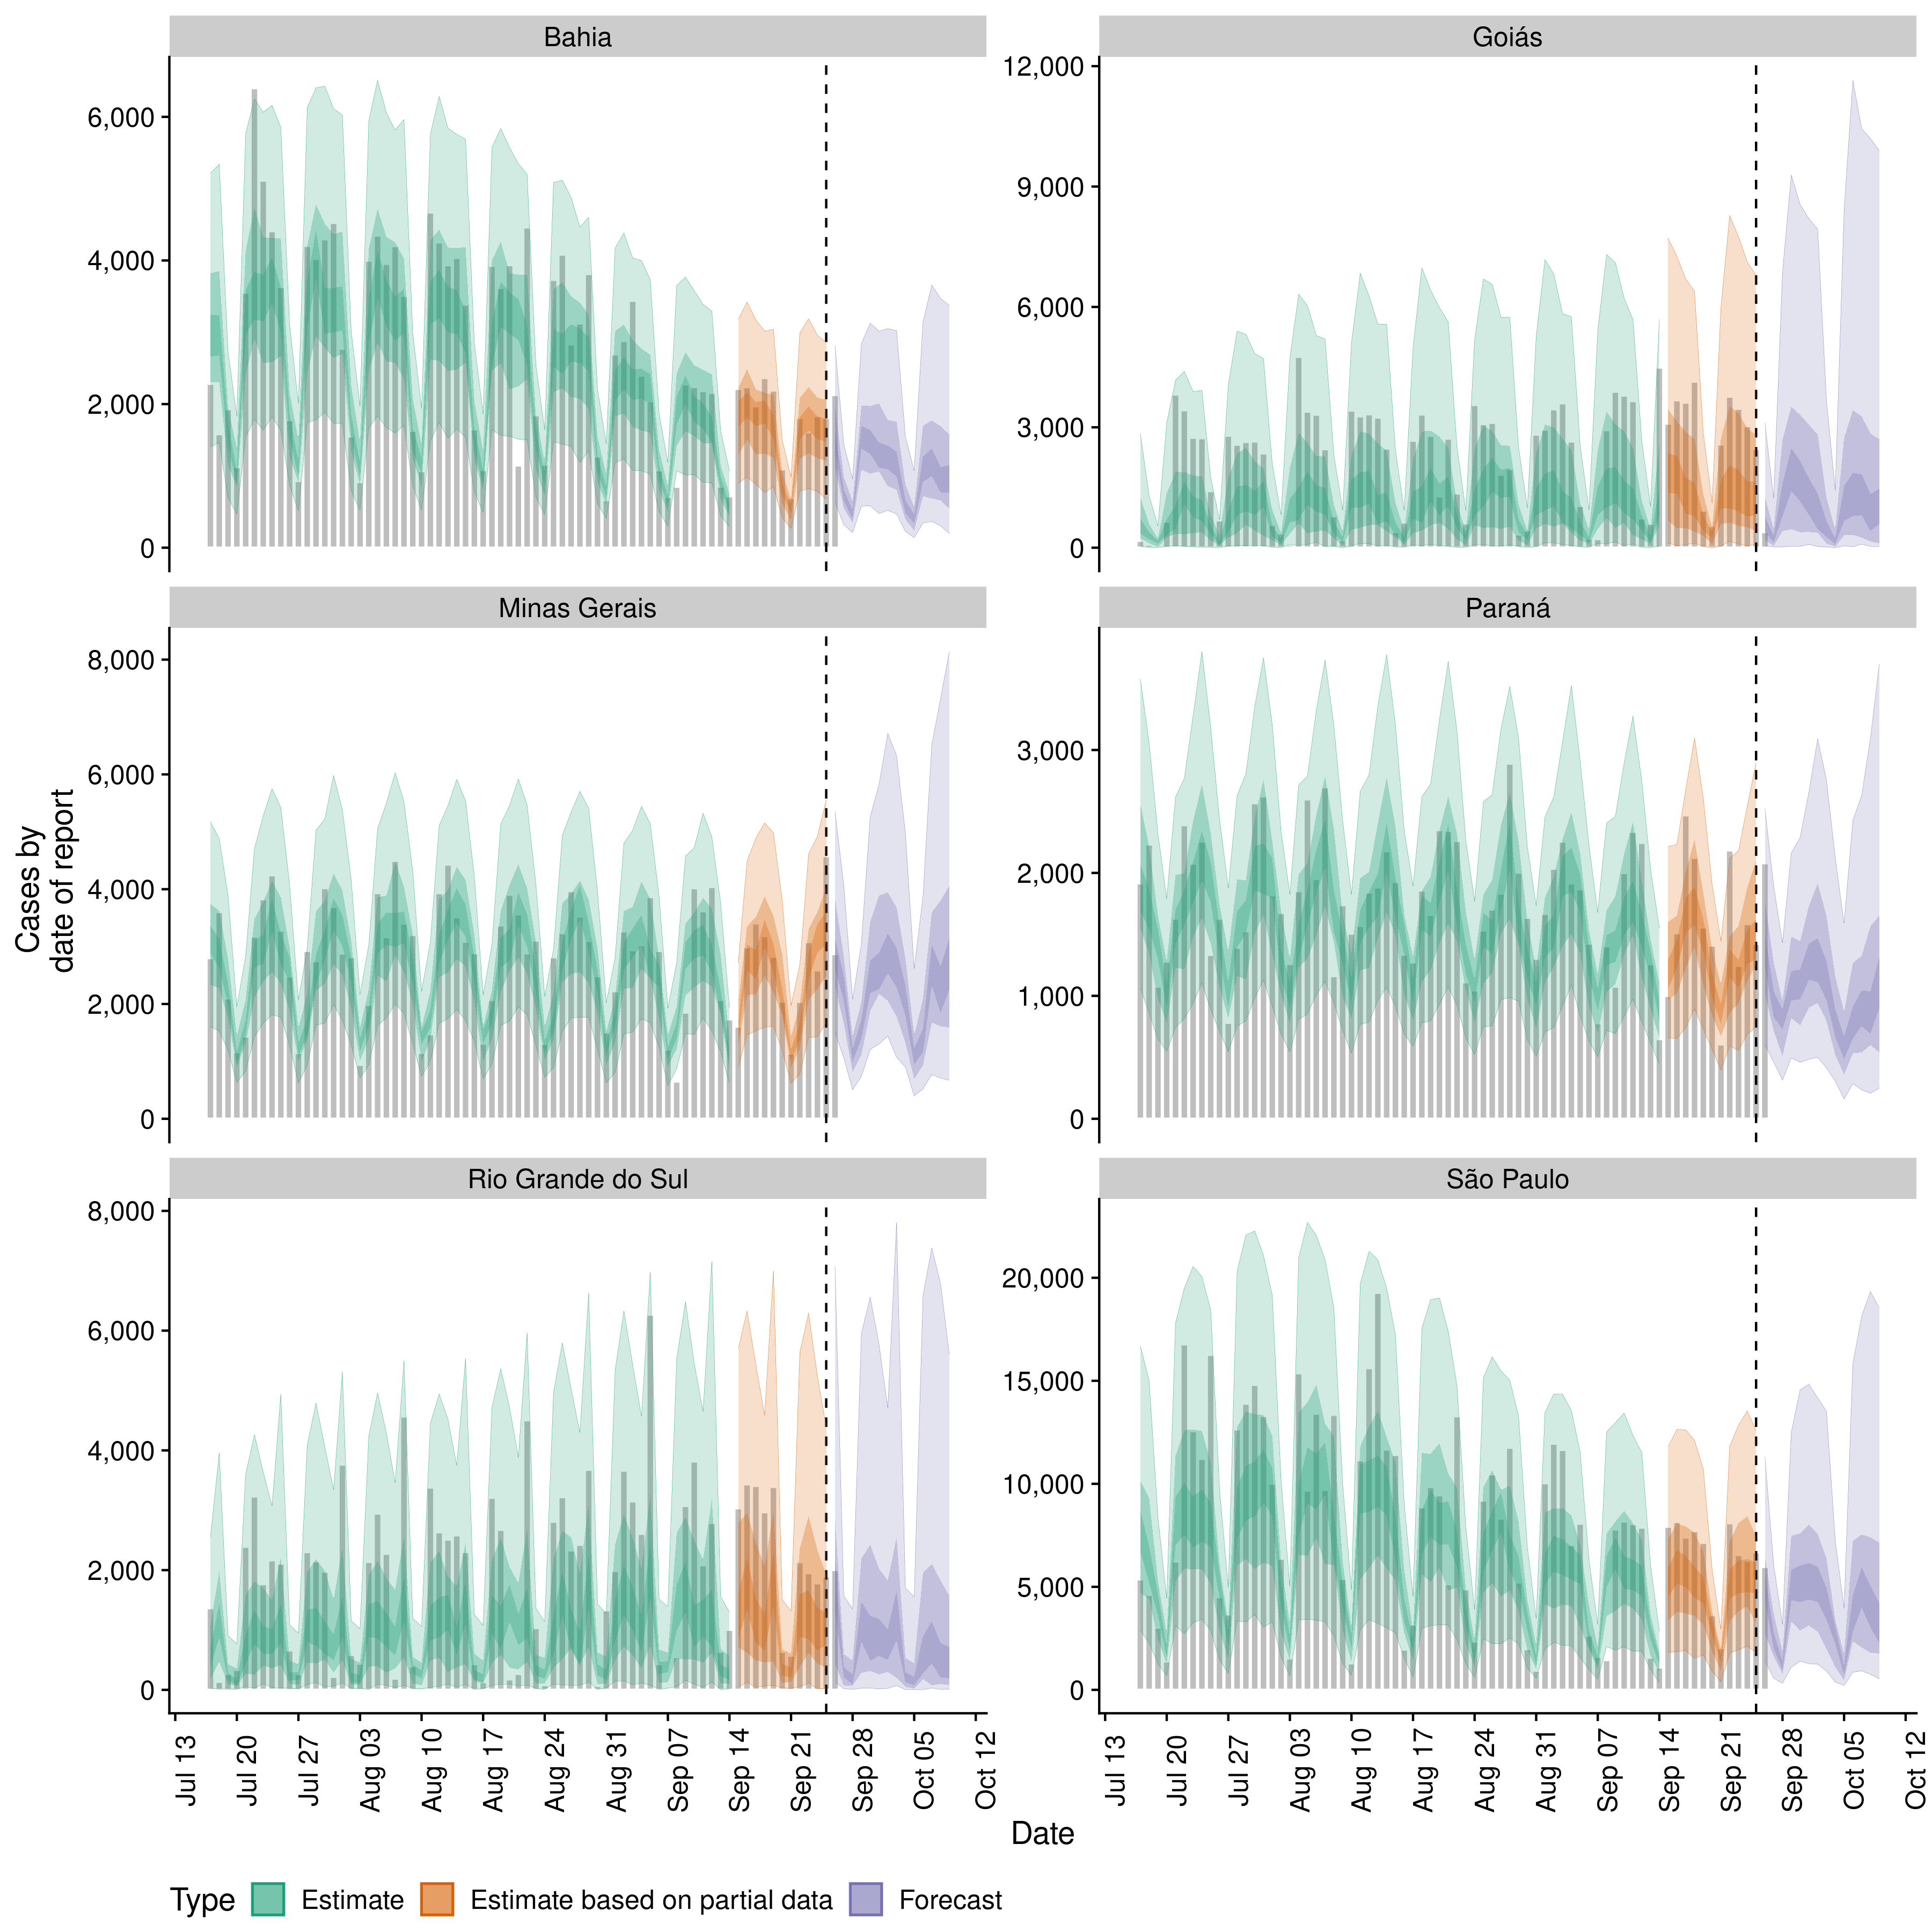 Bahia
Goiás
6,000
4,000
2,000
0
12,000
9,000
6,000
3,000
0
Minas Gerais
Paraná
8,000
6,000
4,000
2,000
0
3,000
2,000
1,000
0
Cases by
date of report
Rio Grande do Sul
São Paulo
8,000
6,000
4,000
2,000
0
20,000
15,000
10,000
5,000
0
Jul 13
Jul 20
Jul 27
Aug 03
Aug 10
Aug 17
Aug 24
Aug 31
Sep 07
Sep 14
Sep 21
Sep 28
Oct 05
Oct 12
Jul 13
Jul 20
Jul 27
Aug 03
Aug 10
Aug 17
Aug 24
Aug 31
Sep 07
Sep 14
Sep 21
Sep 28
Oct 05
Oct 12
Date
Type Estimate Estimate based on partial data Forecast